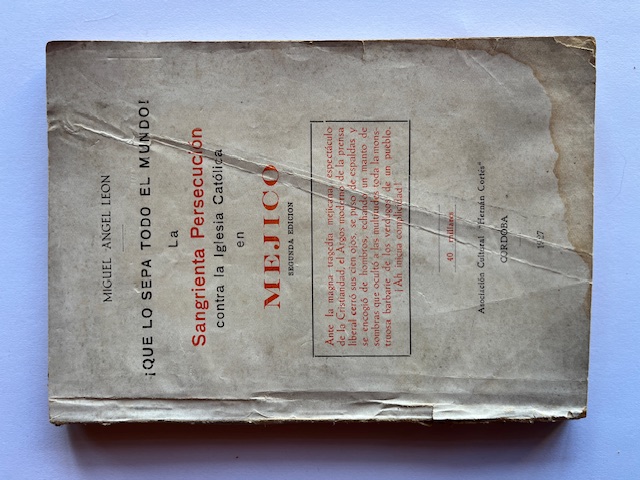 MIGUEL ANGEL LEON
¡QUE LO SEPA TODO EL MUNDO!
La
Sangrienta Persecución
contra la Iglesia Católica
en
MEJICO
SEGUNDA EDICION
Ante la magna tragedia mejicana, espectáculo
de la Cristiandad, el Argos moderno de la prensa
liberal cerró sus cien ojos, se puso de espaldas y
se encogió de hombros, echando un manto de
sombras que ocultó a los multitudes toda la mons-
truosa barbarie de los verdugos de un pueblo.
¡Ah, inicua complicidad!
40 millares
Asociación Cultural "Hernán Cortés"
CORDOBA
1927